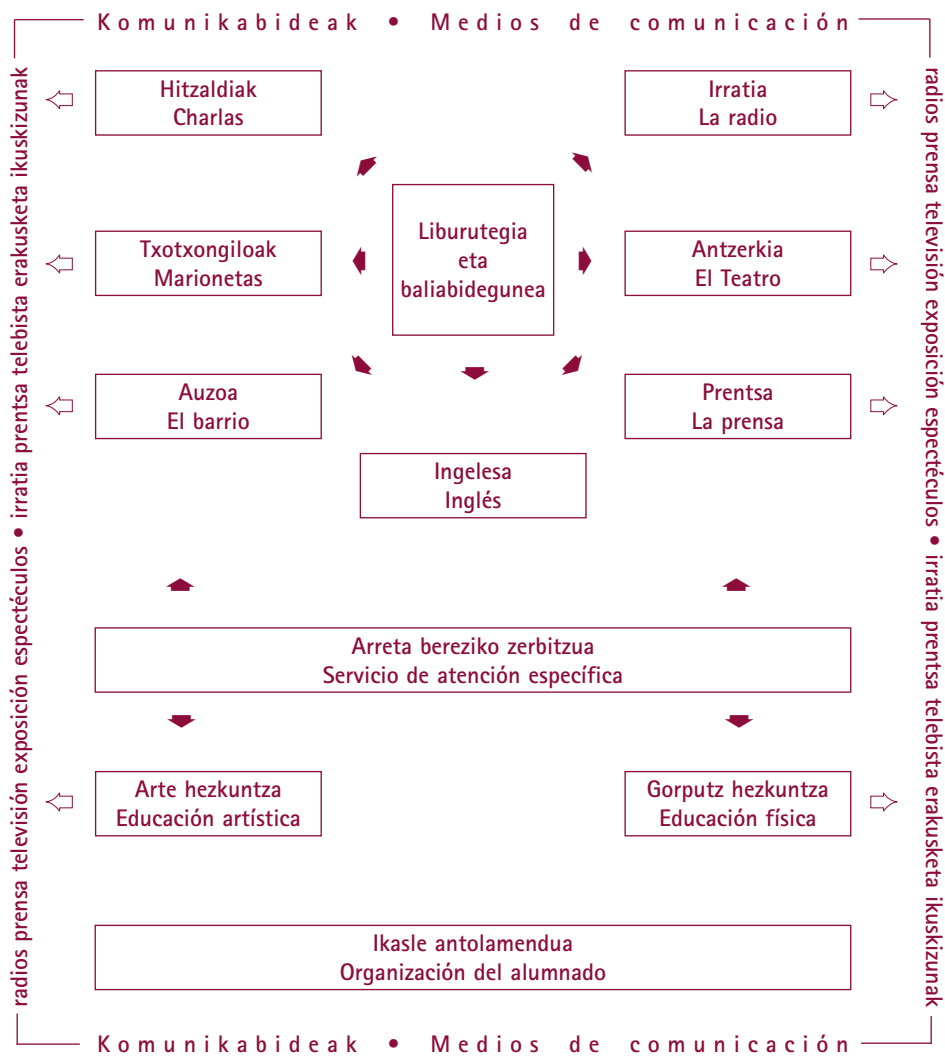 Komunikabideak • Medios de comunicación
irratia prentsa telebista erakusketa ikuskizunak
radios prensa televisión exposición espectéculos •
radios prensa televisión exposición espectéculos •
irratia prentsa telebista erakusketa ikuskizunak
Hitzaldiak
Charlas
Irratia
La radio
Liburutegia
eta
baliabidegunea
Txotxongiloak
Marionetas
Antzerkia
El Teatro
Auzoa
El barrio
Prentsa
La prensa
Ingelesa
Inglés
Arreta bereziko zerbitzua
Servicio de atención específica
Arte hezkuntza
Educación artística
Gorputz hezkuntza
Educación física
Ikasle antolamendua
Organización del alumnado
Komunikabideak • Medios de comunicación